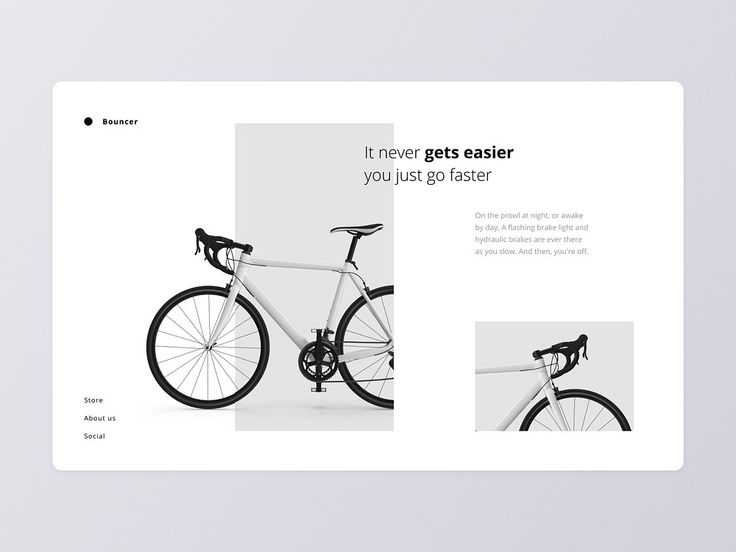 Bouncer
It never gets easier
you just go faster
On the prowl at night, or awake
by day. A flashing brake light and
hydraulic brakes are ever there
as you slow. And then, you're off.
Store
About us
Social